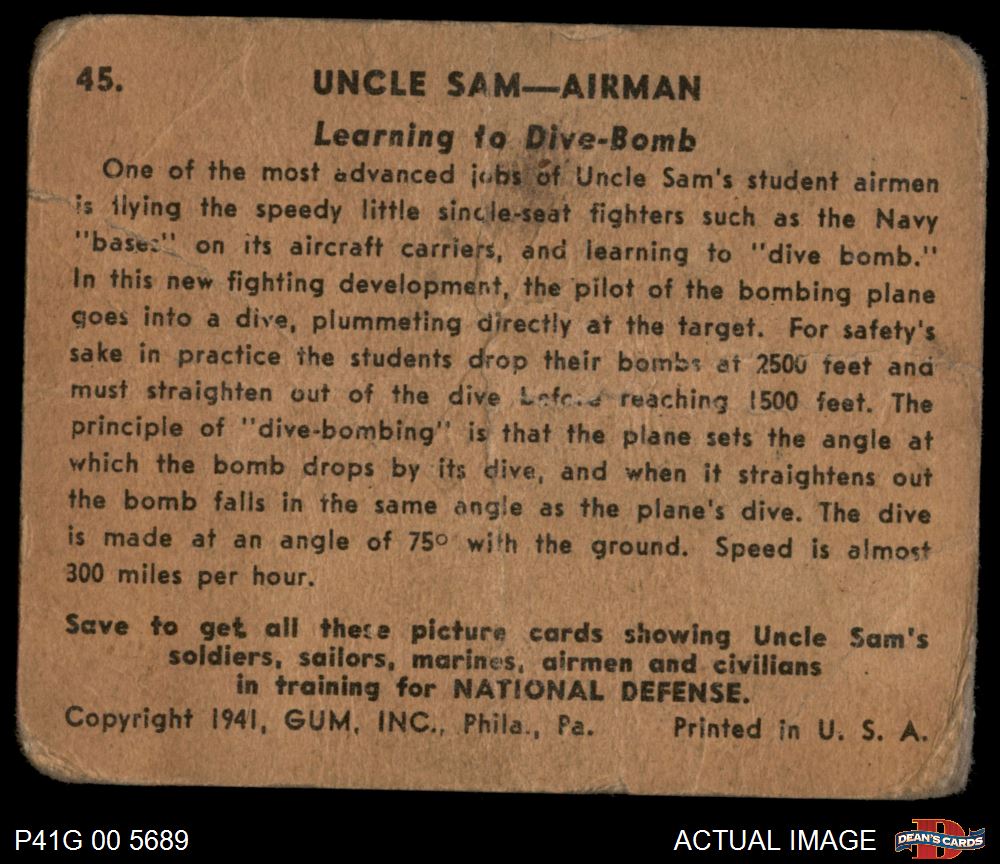 45.
UNCLE SAM—AIRMAN
Learning to Dive-Bomb
One of the most advanced jobs of Uncle Sam's student airmen
is flying the speedy little single-seat fighters such as the Navy
"bases" on its aircraft carriers, and learning to "dive bomb."
In this new fighting development, the pilot of the bombing plane
goes into a dive, plummeting directly at the target. For safety's
sake in practice the students drop their bombs at 2500 feet and
must straighten out of the dive before reaching 1500 feet. The
principle of "dive-bombing" is that the plane sets the angle at
which the bomb drops by its dive, and when it straightens out
the bomb falls in the same angle as the plane's dive. The dive
is made at an angle of 75° with the ground. Speed is almost
300 miles per hour.
Save to get all these picture cards showing Uncle Sam's
soldiers, sailors, marines, airmen and civilians
in training for NATIONAL DEFENSE.
Copyright 1941, GUM, INC., Phila., Pa. Printed in U. S. A.
P41G 00 5689
ACTUAL IMAGE
DEAN'S CARDS